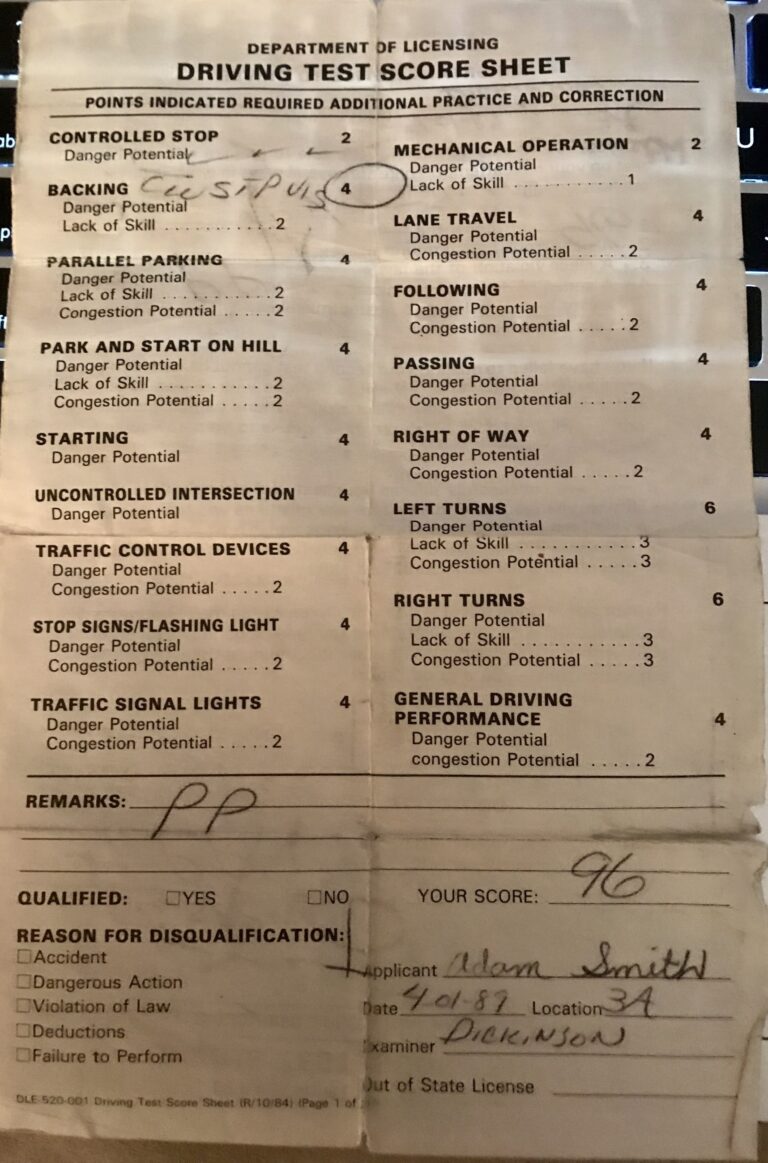 DEPARTMENT OF LICENSING
DRIVING TEST SCORE SHEET
POINTS INDICATED REQUIRED ADDITIONAL PRACTICE AND CORRECTION
CONTROLLED STOP 2
Danger Potential
BACKING 4
Danger Potential
Lack of Skill . . . . . . . . . . . 2
PARALLEL PARKING 4
Danger Potential
Lack of Skill . . . . . . . . . . . 2
Congestion Potential . . . . . 2
PARK AND START ON HILL 4
Danger Potential
Lack of Skill . . . . . . . . . . . 2
Congestion Potential . . . . . 2
STARTING 4
Danger Potential
UNCONTROLLED INTERSECTION 4
Danger Potential
TRAFFIC CONTROL DEVICES 4
Danger Potential
Congestion Potential . . . . . 2
STOP SIGNS/FLASHING LIGHT 4
Danger Potential
Congestion Potential . . . . . 2
TRAFFIC SIGNAL LIGHTS 4
Danger Potential
Congestion Potential . . . . . 2
MECHANICAL OPERATION 2
Danger Potential
Lack of Skill . . . . . . . . . . . 1
LANE TRAVEL 4
Danger Potential
Congestion Potential . . . . . 2
FOLLOWING 4
Danger Potential
Congestion Potential . . . . . 2
PASSING 4
Danger Potential
Congestion Potential . . . . . 2
RIGHT OF WAY 4
Danger Potential
Congestion Potential . . . . . 2
LEFT TURNS 6
Danger Potential
Lack of Skill . . . . . . . . . . . 3
Congestion Potential . . . . . 3
RIGHT TURNS 6
Danger Potential
Lack of Skill . . . . . . . . . . . 3
Congestion Potential . . . . . 3
GENERAL DRIVING
PERFORMANCE 4
Danger Potential
congestion Potential . . . . . 2
REMARKS: PP
QUALIFIED: □YES □NO YOUR SCORE: 96
REASON FOR DISQUALIFICATION:
□Accident
□Dangerous Action
□Violation of Law
□Deductions
□Failure to Perform
Applicant Adam Smith
Date 4-01-87 Location 3A
Examiner DICKINSON
Out of State License
DLE-520-001 Driving Test Score Sheet (R/10/84) (Page 1 of
U